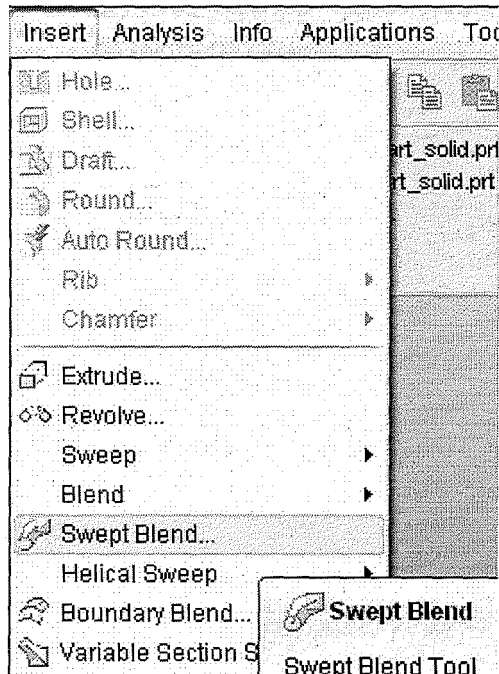 Insert Analysis Info Applications Too
Hole...
Shell...
art_solid.prt
Draft...
rt_solid.prt
Round...
Auto Round...
Rib
Chamfer
Extrude...
Revolve...
Sweep
Blend
Swept Blend...
Helical Sweep
Boundary Blend...
Swept Blend
Variable Section S
Swept Blend Tool